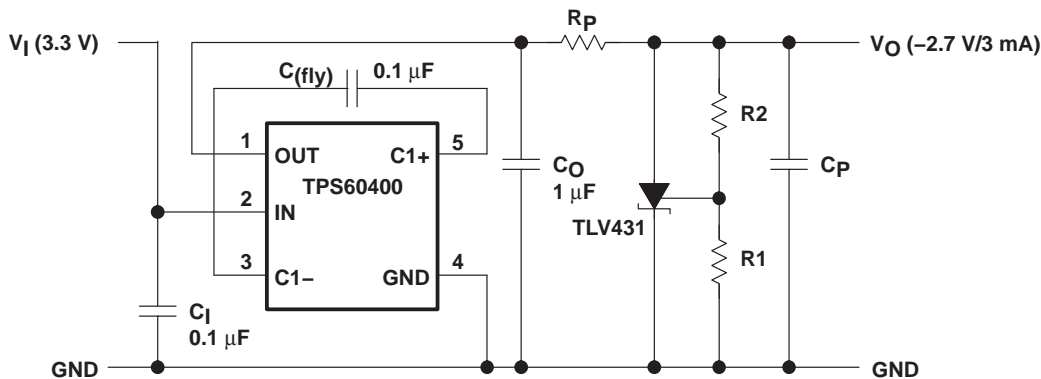 V_I (3.3 V)
R_P
V_O (–2.7 V/3 mA)
C_(fly)
0.1 μF
R2
1
OUT
C1+
5
TPS60400
C_O
1 μF
C_P
2
IN
TLV431
R1
3
C1–
GND
4
C_I
0.1 μF
GND
GND